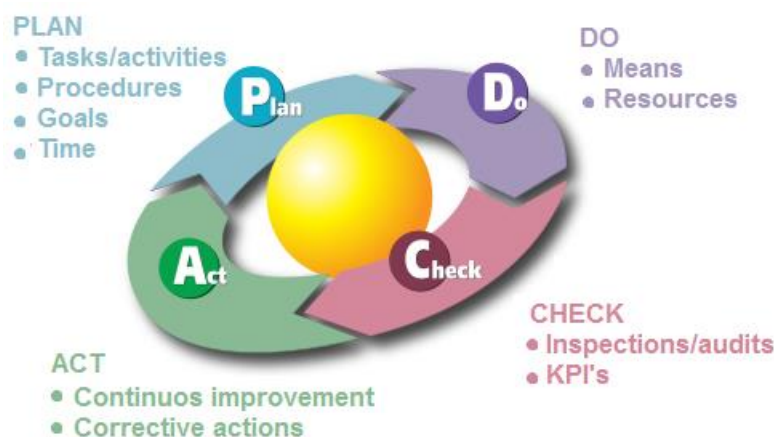 PLAN
• Tasks/activities
• Procedures
• Goals
• Time
Plan
DO
• Means
• Resources
Do
Act
Check
CHECK
• Inspections/audits
• KPI's
ACT
• Continuos improvement
• Corrective actions